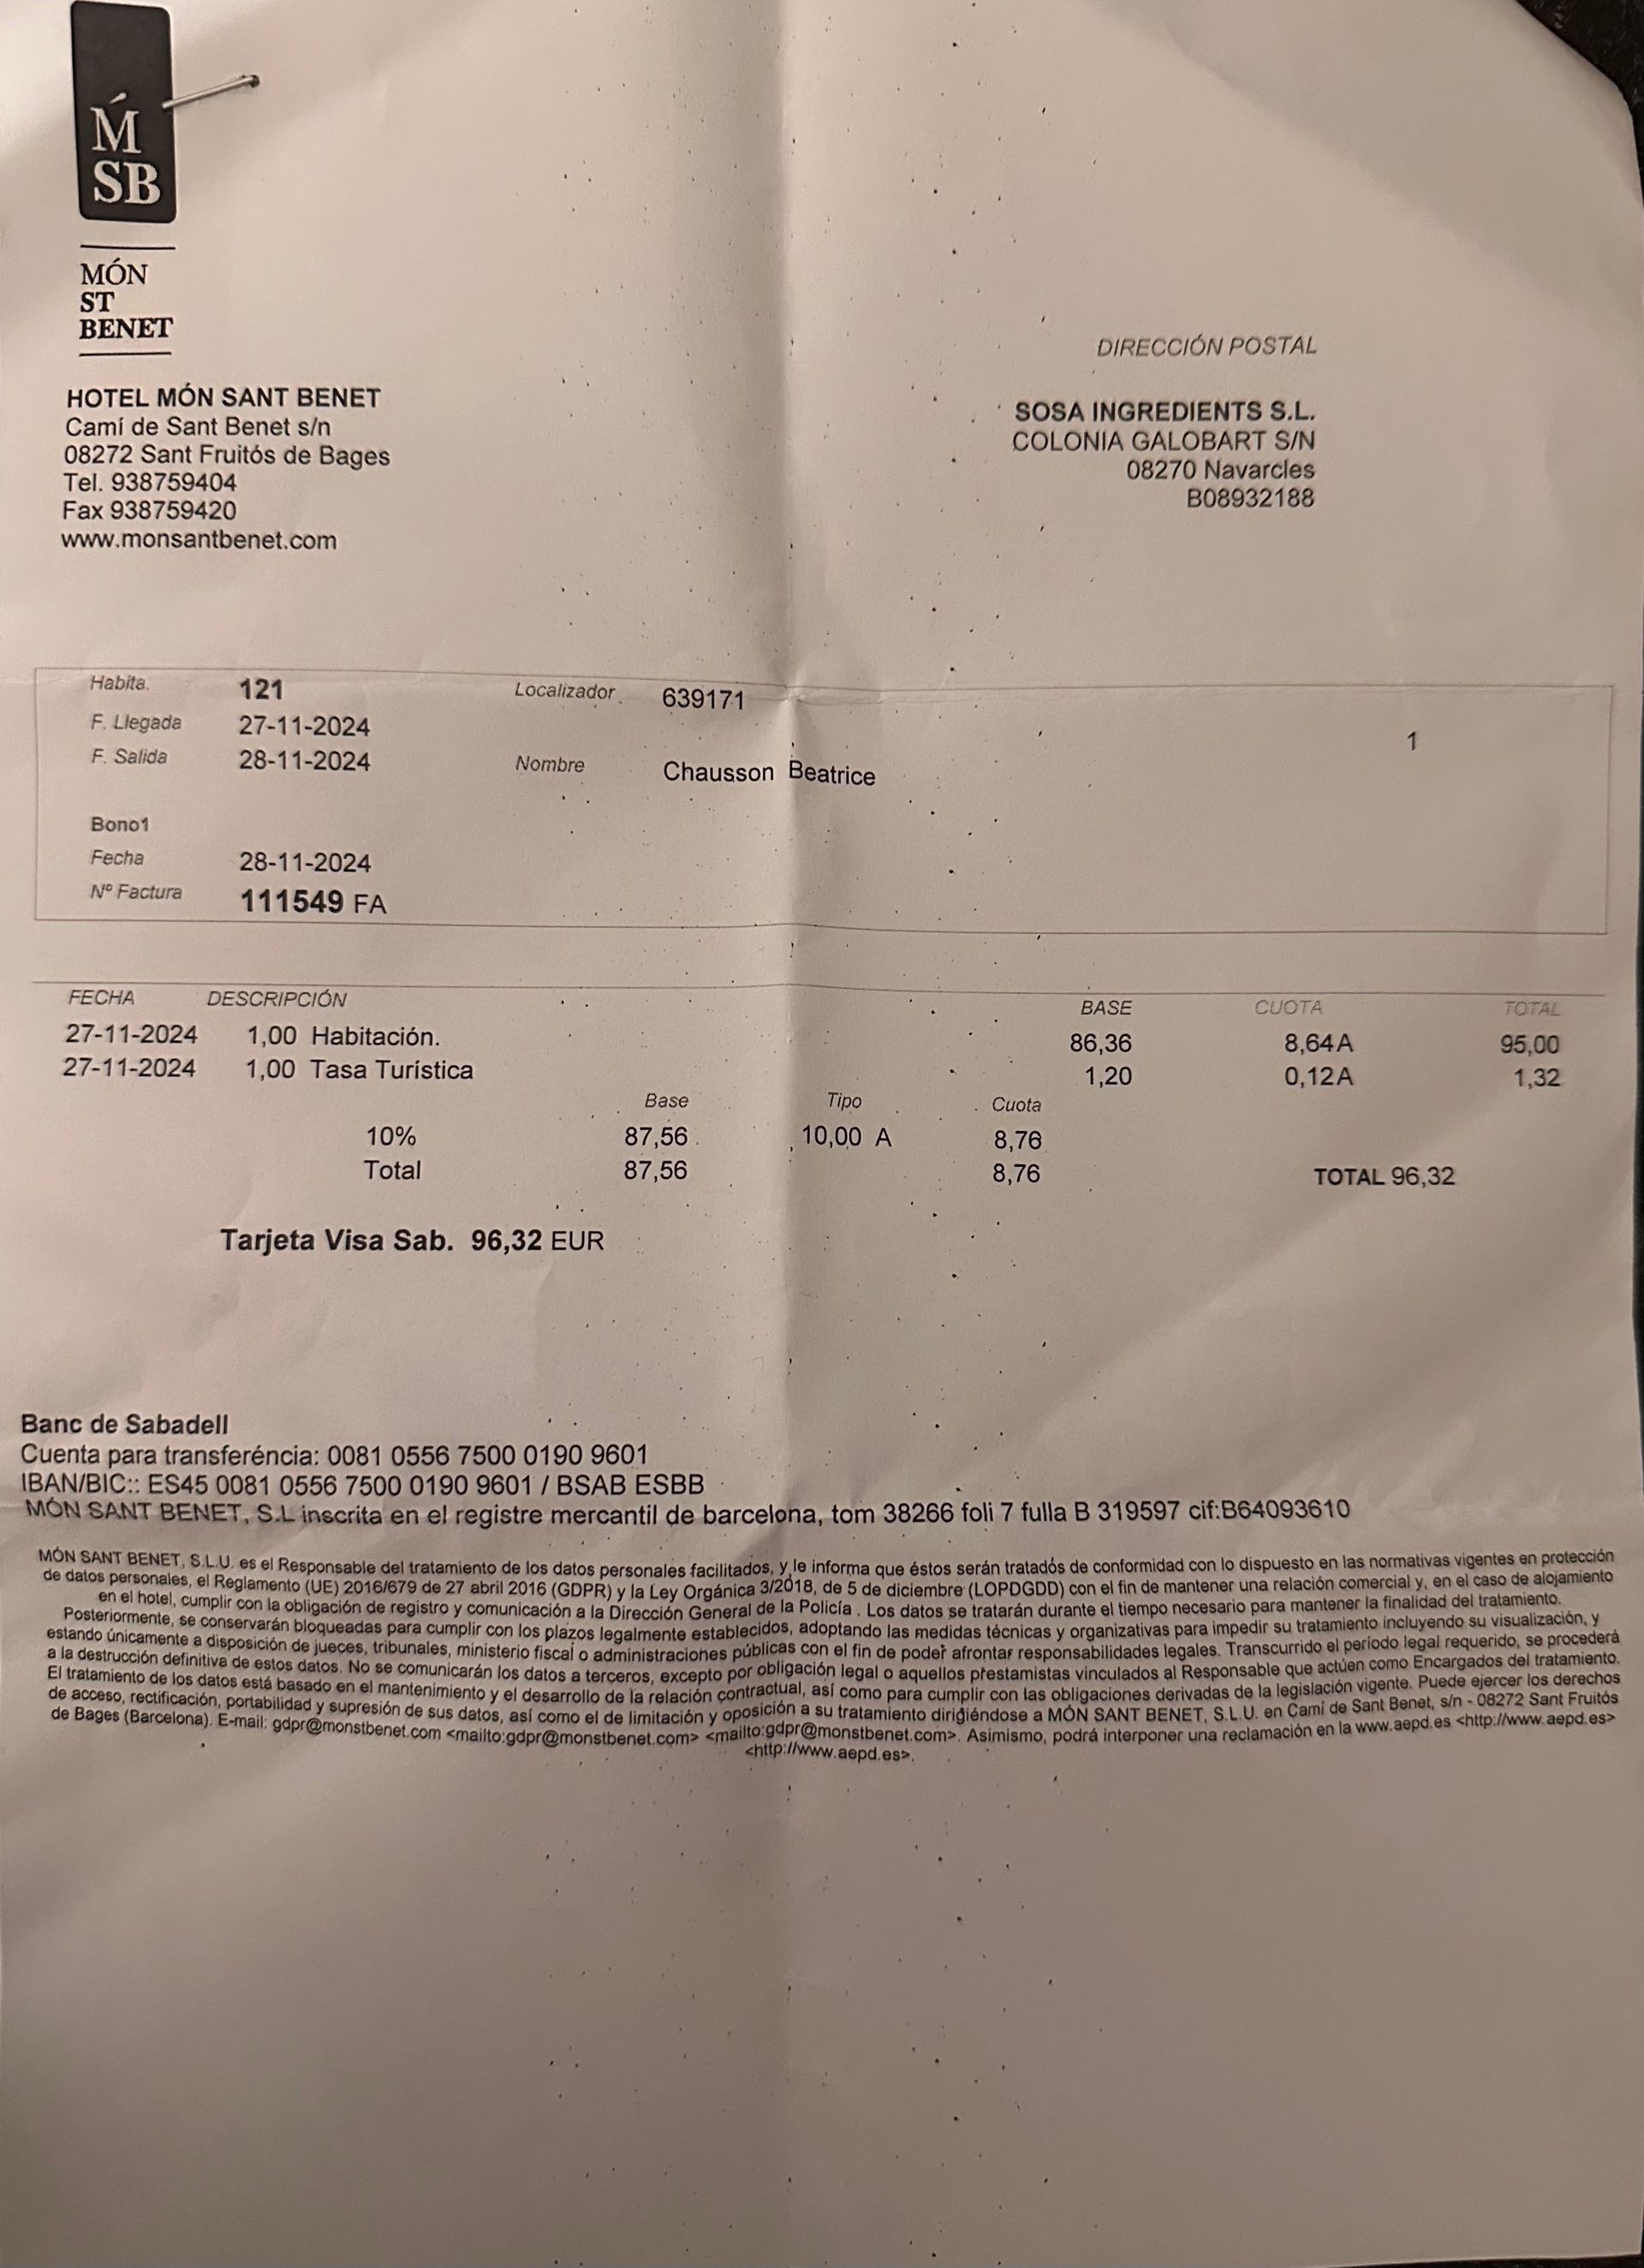 Ḿ
SB
MÓN
ST
BENET
HOTEL MÓN SANT BENET
Camí de Sant Benet s/n
08272 Sant Fruitós de Bages
Tel. 938759404
Fax 938759420
www.monsantbenet.com
DIRECCIÓN POSTAL
SOSA INGREDIENTS S.L.
COLONIA GALOBART S/N
08270 Navarcles
B08932188
Habita. 121 Localizador 639171
F. Llegada 27-11-2024 1
F. Salida 28-11-2024 Nombre Chausson Beatrice
Bono1
Fecha 28-11-2024
Nº Factura 111549 FA
FECHA DESCRIPCIÓN BASE CUOTA TOTAL
27-11-2024 1,00 Habitación. 86,36 8,64A 95,00
27-11-2024 1,00 Tasa Turística 1,20 0,12A 1,32
Base Tipo Cuota
10% 87,56 10,00 A 8,76
Total 87,56 8,76 TOTAL 96,32
Tarjeta Visa Sab. 96,32 EUR
Banc de Sabadell
Cuenta para transferéncia: 0081 0556 7500 0190 9601
IBAN/BIC:: ES45 0081 0556 7500 0190 9601 / BSAB ESBB
MÓN SANT BENET, S.L inscrita en el registre mercantil de barcelona, tom 38266 foli 7 fulla B 319597 cif:B64093610
MÓN SANT BENET, S.L.U. es el Responsable del tratamiento de los datos personales facilitados, y le informa que éstos serán tratados de conformidad con lo dispuesto en las normativas vigentes en protección
de datos personales, el Reglamento (UE) 2016/679 de 27 abril 2016 (GDPR) y la Ley Orgánica 3/2018, de 5 de diciembre (LOPDGDD) con el fin de mantener una relación comercial y, en el caso de alojamiento
en el hotel, cumplir con la obligación de registro y comunicación a la Dirección General de la Policía . Los datos se tratarán durante el tiempo necesario para mantener la finalidad del tratamiento.
Posteriormente, se conservarán bloqueadas para cumplir con los plazos legalmente establecidos, adoptando las medidas técnicas y organizativas para impedir su tratamiento incluyendo su visualización, y
estando únicamente a disposición de jueces, tribunales, ministerio fiscal o administraciones públicas con el fin de poder afrontar responsabilidades legales. Transcurrido el período legal requerido, se procederá
a la destrucción definitiva de estos datos. No se comunicarán los datos a terceros, excepto por obligación legal o aquellos prestamistas vinculados al Responsable que actúen como Encargados del tratamiento.
El tratamiento de los datos está basado en el mantenimiento y el desarrollo de la relación contractual, así como para cumplir con las obligaciones derivadas de la legislación vigente. Puede ejercer los derechos
de acceso, rectificación, portabilidad y supresión de sus datos, así como el de limitación y oposición a su tratamiento dirigiéndose a MÓN SANT BENET, S.L.U. en Camí de Sant Benet, s/n - 08272 Sant Fruitós
de Bages (Barcelona). E-mail: gdpr@monstbenet.com <mailto:gdpr@monstbenet.com> <mailto:gdpr@monstbenet.com>. Asimismo, podrá interponer una reclamación en la www.aepd.es <http://www.aepd.es>
<http://www.aepd.es>.